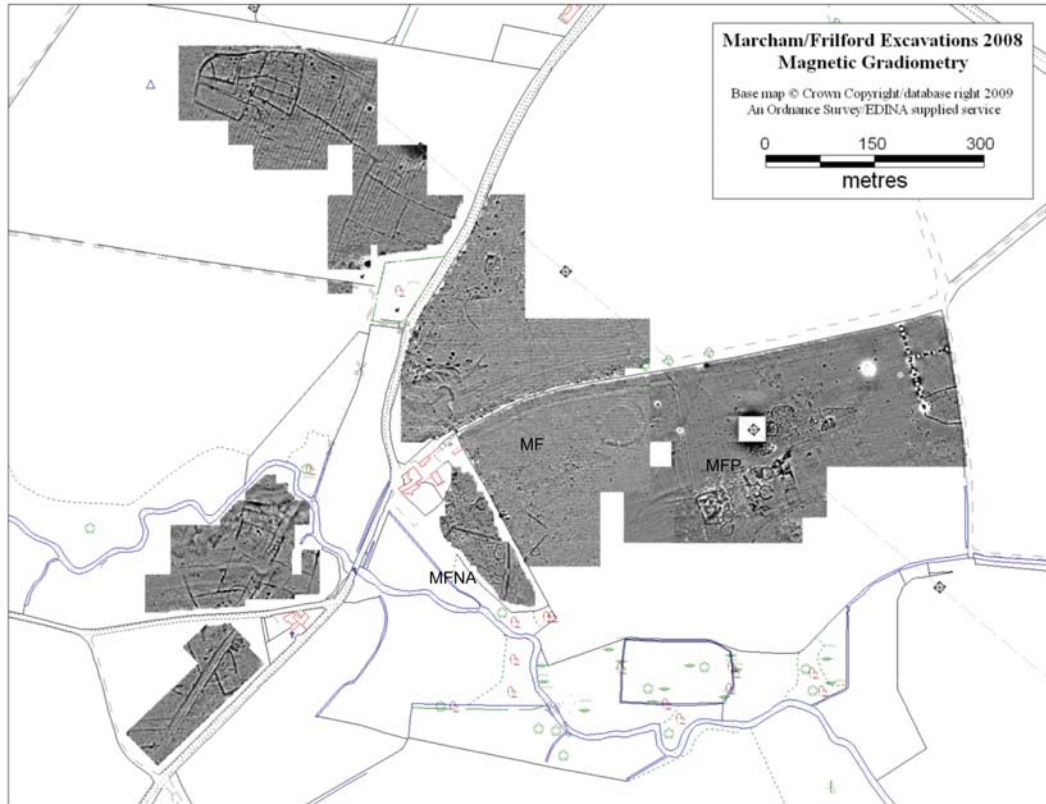 Marcham/Frilford Excavations 2008
Magnetic Gradiometry
Base map © Crown Copyright/database right 2009
An Ordnance Survey/EDINA supplied service
0 150 300
metres
MF
MFP
MFNA